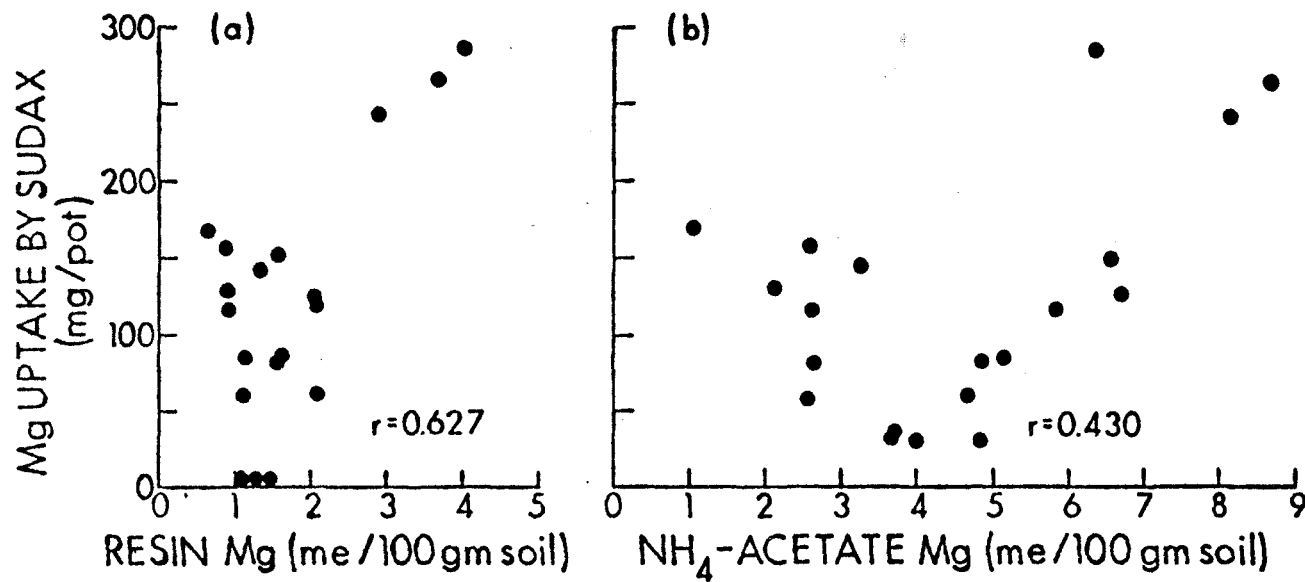 Mg UPTAKE BY SUDAX
(mg/pot)
300
200
100
0
(a)
r=0.627
1 2 3 4 5
RESIN Mg (me/100 gm soil)
(b)
r=0.430
0 1 2 3 4 5 6 7 8 9
NH₄-ACETATE Mg (me/100 gm soil)